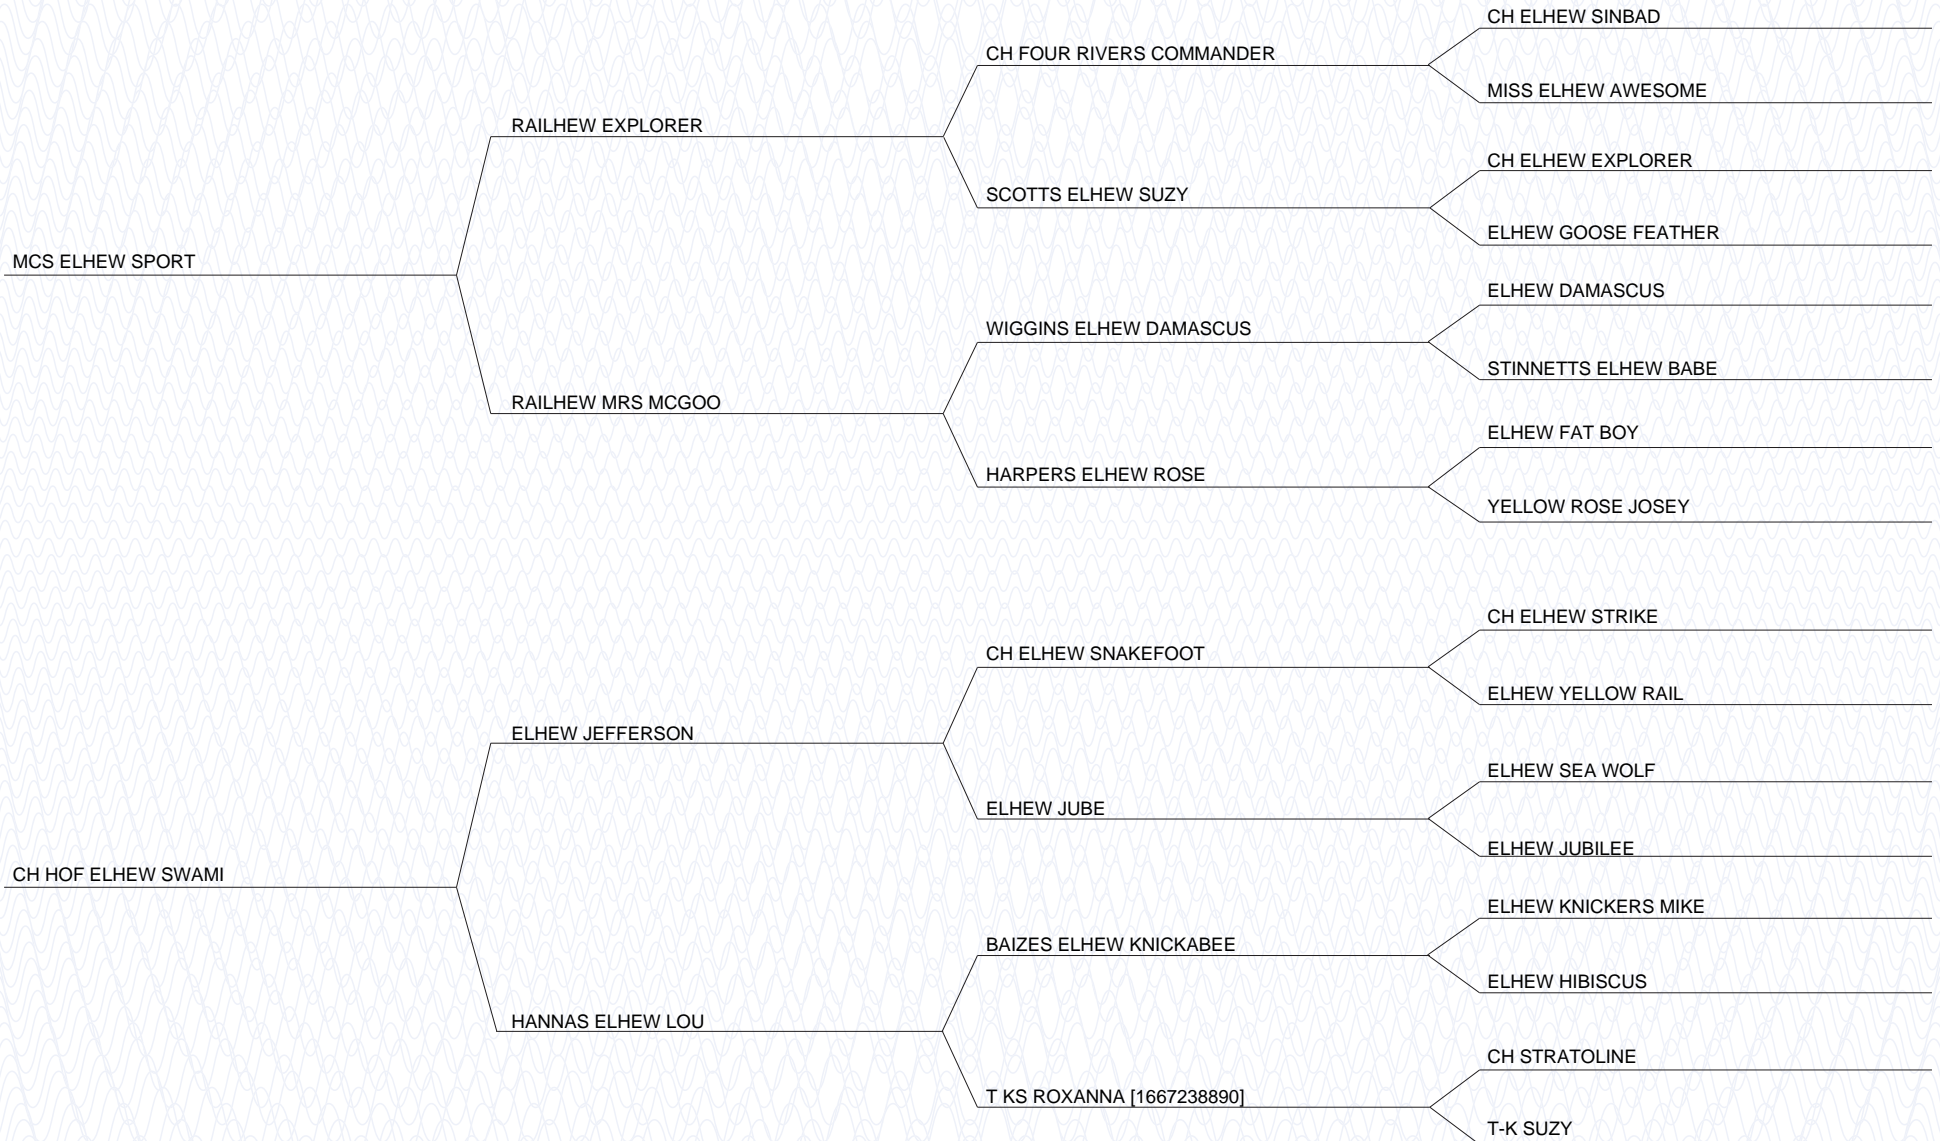 CH ELHEW SINBAD
CH FOUR RIVERS COMMANDER
MISS ELHEW AWESOME
RAILHEW EXPLORER
CH ELHEW EXPLORER
SCOTTS ELHEW SUZY
ELHEW GOOSE FEATHER
MCS ELHEW SPORT
ELHEW DAMASCUS
WIGGINS ELHEW DAMASCUS
STINNETTS ELHEW BABE
RAILHEW MRS MCGOO
ELHEW FAT BOY
HARPERS ELHEW ROSE
YELLOW ROSE JOSEY
CH ELHEW STRIKE
CH ELHEW SNAKEFOOT
ELHEW YELLOW RAIL
ELHEW JEFFERSON
ELHEW SEA WOLF
ELHEW JUBE
ELHEW JUBILEE
CH HOF ELHEW SWAMI
ELHEW KNICKERS MIKE
BAIZES ELHEW KNICKABEE
ELHEW HIBISCUS
HANNAS ELHEW LOU
CH STRATOLINE
T KS ROXANNA [1667238890]
T-K SUZY